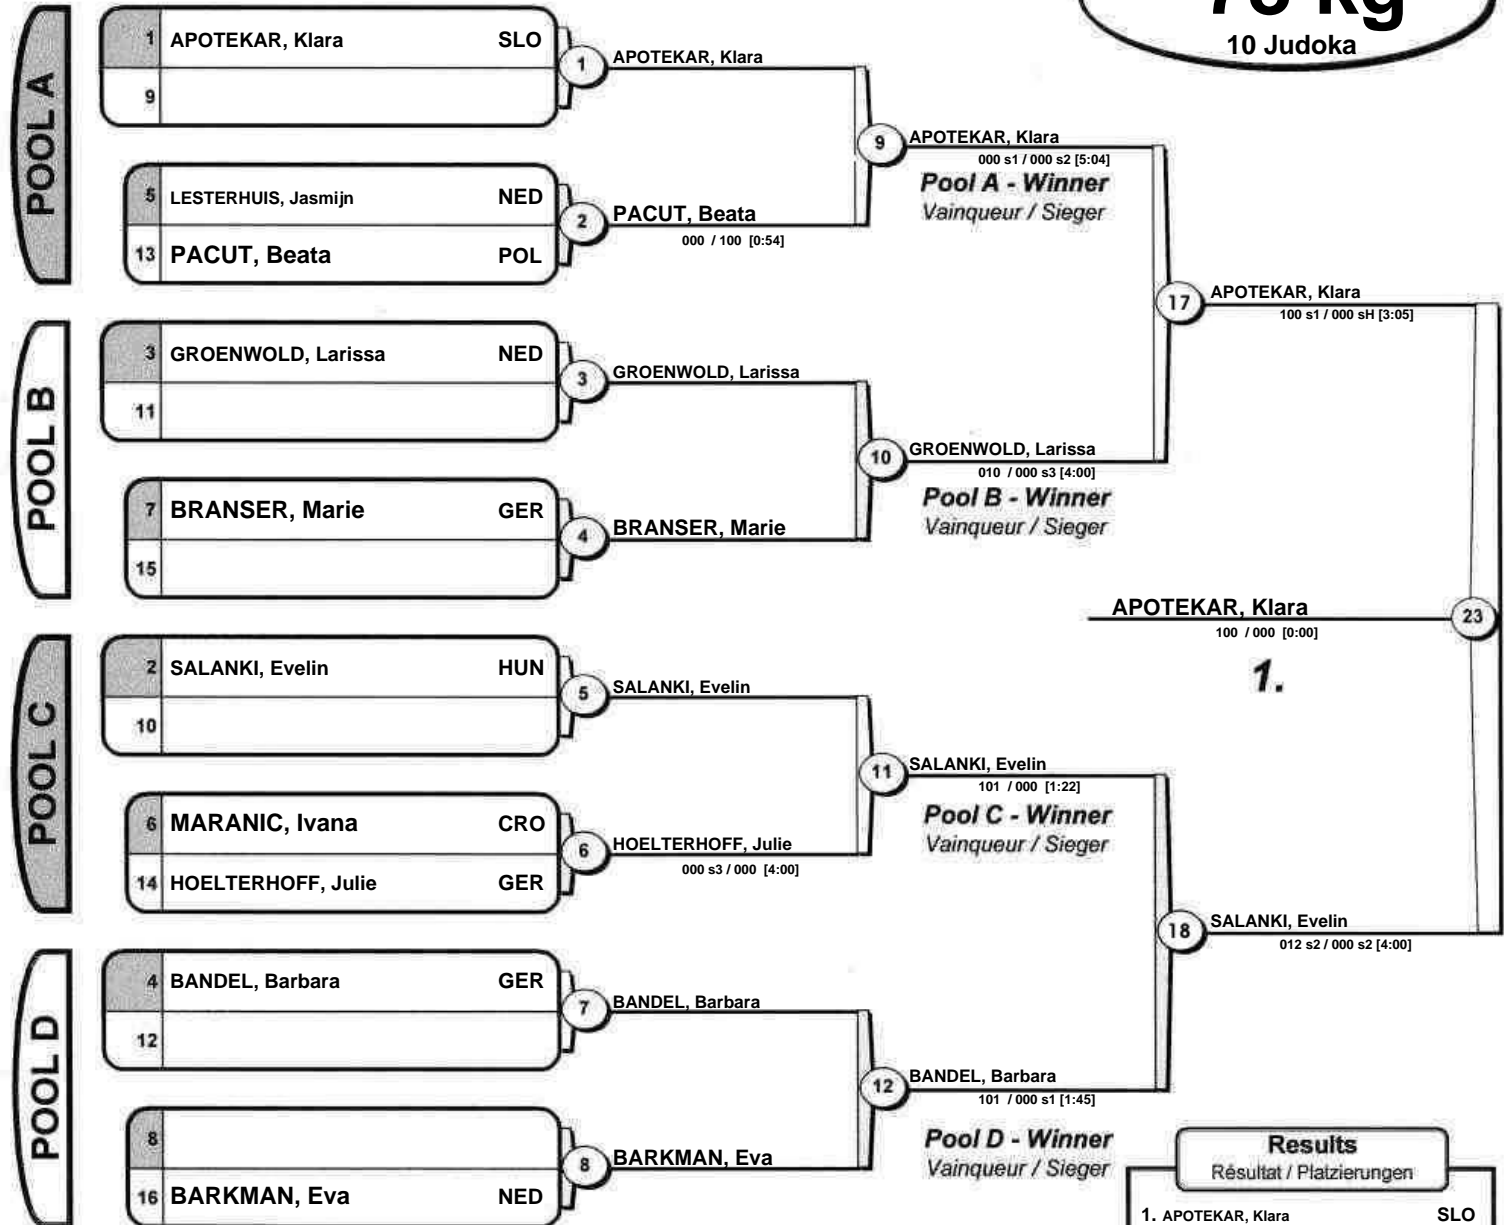 78 kg
10 Judoka
POOL A
1 APOTEKAR, Klara SLO
9
1 APOTEKAR, Klara
5 LESTERHUIS, Jasmijn NED
13 PACUT, Beata POL
2 PACUT, Beata
000 / 100 [0:54]
9 APOTEKAR, Klara
000 s1 / 000 s2 [5:04]
Pool A - Winner
Vainqueur / Sieger
POOL B
3 GROENWOLD, Larissa NED
11
3 GROENWOLD, Larissa
7 BRANSER, Marie GER
15
4 BRANSER, Marie
10 GROENWOLD, Larissa
010 / 000 s3 [4:00]
Pool B - Winner
Vainqueur / Sieger
17 APOTEKAR, Klara
100 s1 / 000 sH [3:05]
APOTEKAR, Klara 23
100 / 000 [0:00]
1.
POOL C
2 SALANKI, Evelin HUN
10
5 SALANKI, Evelin
6 MARANIC, Ivana CRO
14 HOELTERHOFF, Julie GER
6 HOELTERHOFF, Julie
000 s3 / 000 [4:00]
11 SALANKI, Evelin
101 / 000 [1:22]
Pool C - Winner
Vainqueur / Sieger
POOL D
4 BANDEL, Barbara GER
12
7 BANDEL, Barbara
8
16 BARKMAN, Eva NED
8 BARKMAN, Eva
12 BANDEL, Barbara
101 / 000 s1 [1:45]
Pool D - Winner
Vainqueur / Sieger
18 SALANKI, Evelin
012 s2 / 000 s2 [4:00]
Results
Résultat / Platzierungen
1. APOTEKAR, Klara SLO